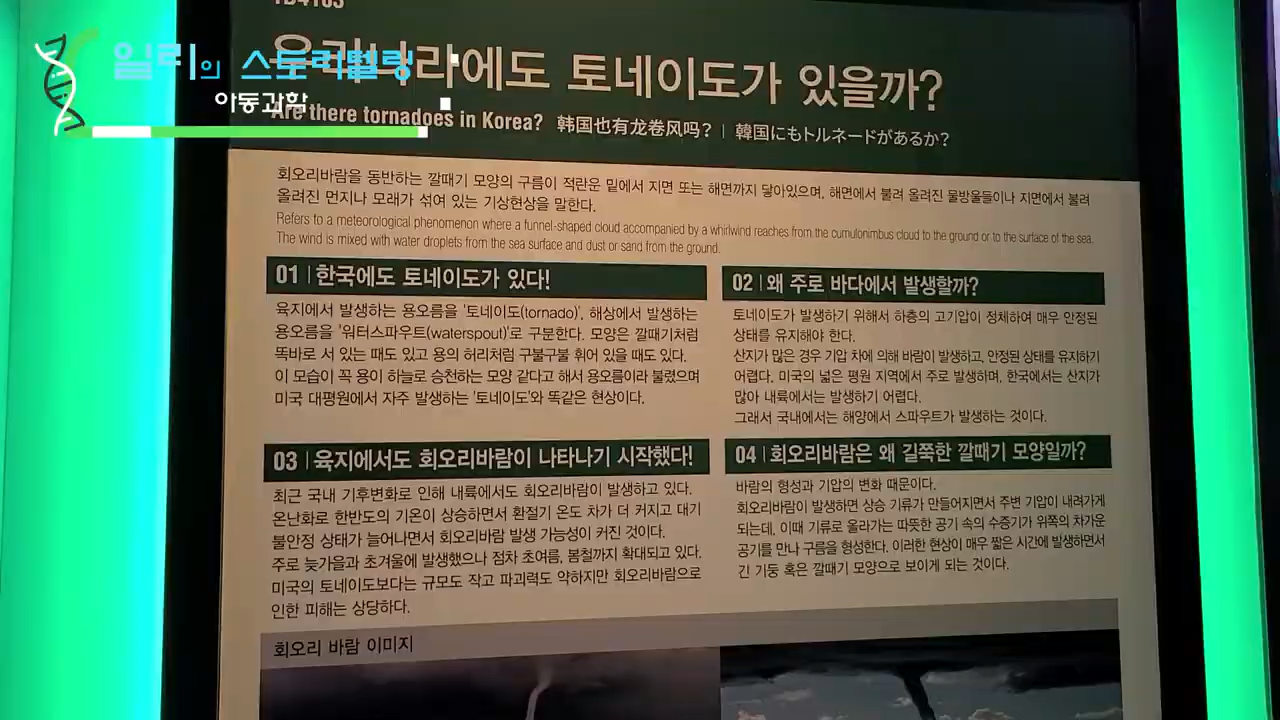 일리의 스토리텔링
아동과학
우리나라에도 토네이도가 있을까?
Are there tornadoes in Korea? 韩国也有龙卷风吗? | 韓国にもトルネードがあるか?
회오리바람을 동반하는 깔때기 모양의 구름이 적란운 밑에서 지면 또는 해면까지 닿아있으며, 해면에서 불려 올려진 물방울들이나 지면에서 불려
올려진 먼지나 모래가 섞여 있는 기상현상을 말한다.
Refers to a meteorological phenomenon where a funnel-shaped cloud accompanied by a whirlwind reaches from the cumulonimbus cloud to the ground or to the surface of the sea.
The wind is mixed with water droplets from the sea surface and dust or sand from the ground.
01 | 한국에도 토네이도가 있다!
육지에서 발생하는 용오름을 '토네이도(tornado)', 해상에서 발생하는
용오름을 '워터스파우트(waterspout)'로 구분한다. 모양은 깔때기처럼
똑바로 서 있는 때도 있고 용의 허리처럼 구불구불 휘어 있을 때도 있다.
이 모습이 꼭 용이 하늘로 승천하는 모양 같다고 해서 용오름이라 불렸으며
미국 대평원에서 자주 발생하는 '토네이도'와 똑같은 현상이다.
02 | 왜 주로 바다에서 발생할까?
토네이도가 발생하기 위해서 하층의 고기압이 정체하여 매우 안정된
상태를 유지해야 한다.
산지가 많은 경우 기압 차에 의해 바람이 발생하고, 안정된 상태를 유지하기
어렵다. 미국의 넓은 평원 지역에서 주로 발생하며, 한국에서는 산지가
많아 내륙에서는 발생하기 어렵다.
그래서 국내에서는 해양에서 스파우트가 발생하는 것이다.
03 | 육지에서도 회오리바람이 나타나기 시작했다!
최근 국내 기후변화로 인해 내륙에서도 회오리바람이 발생하고 있다.
온난화로 한반도의 기온이 상승하면서 환절기 온도 차가 더 커지고 대기
불안정 상태가 늘어나면서 회오리바람 발생 가능성이 커진 것이다.
주로 늦가을과 초겨울에 발생했으나 점차 초여름, 봄철까지 확대되고 있다.
미국의 토네이도보다는 규모도 작고 파괴력도 약하지만 회오리바람으로
인한 피해는 상당하다.
04 | 회오리바람은 왜 길쭉한 깔때기 모양일까?
바람의 형성과 기압의 변화 때문이다.
회오리바람이 발생하면 상승 기류가 만들어지면서 주변 기압이 내려가게
되는데, 이때 기류로 올라가는 따뜻한 공기 속의 수증기가 위쪽의 차가운
공기를 만나 구름을 형성한다. 이러한 현상이 매우 짧은 시간에 발생하면서
긴 기둥 혹은 깔때기 모양으로 보이게 되는 것이다.
회오리 바람 이미지